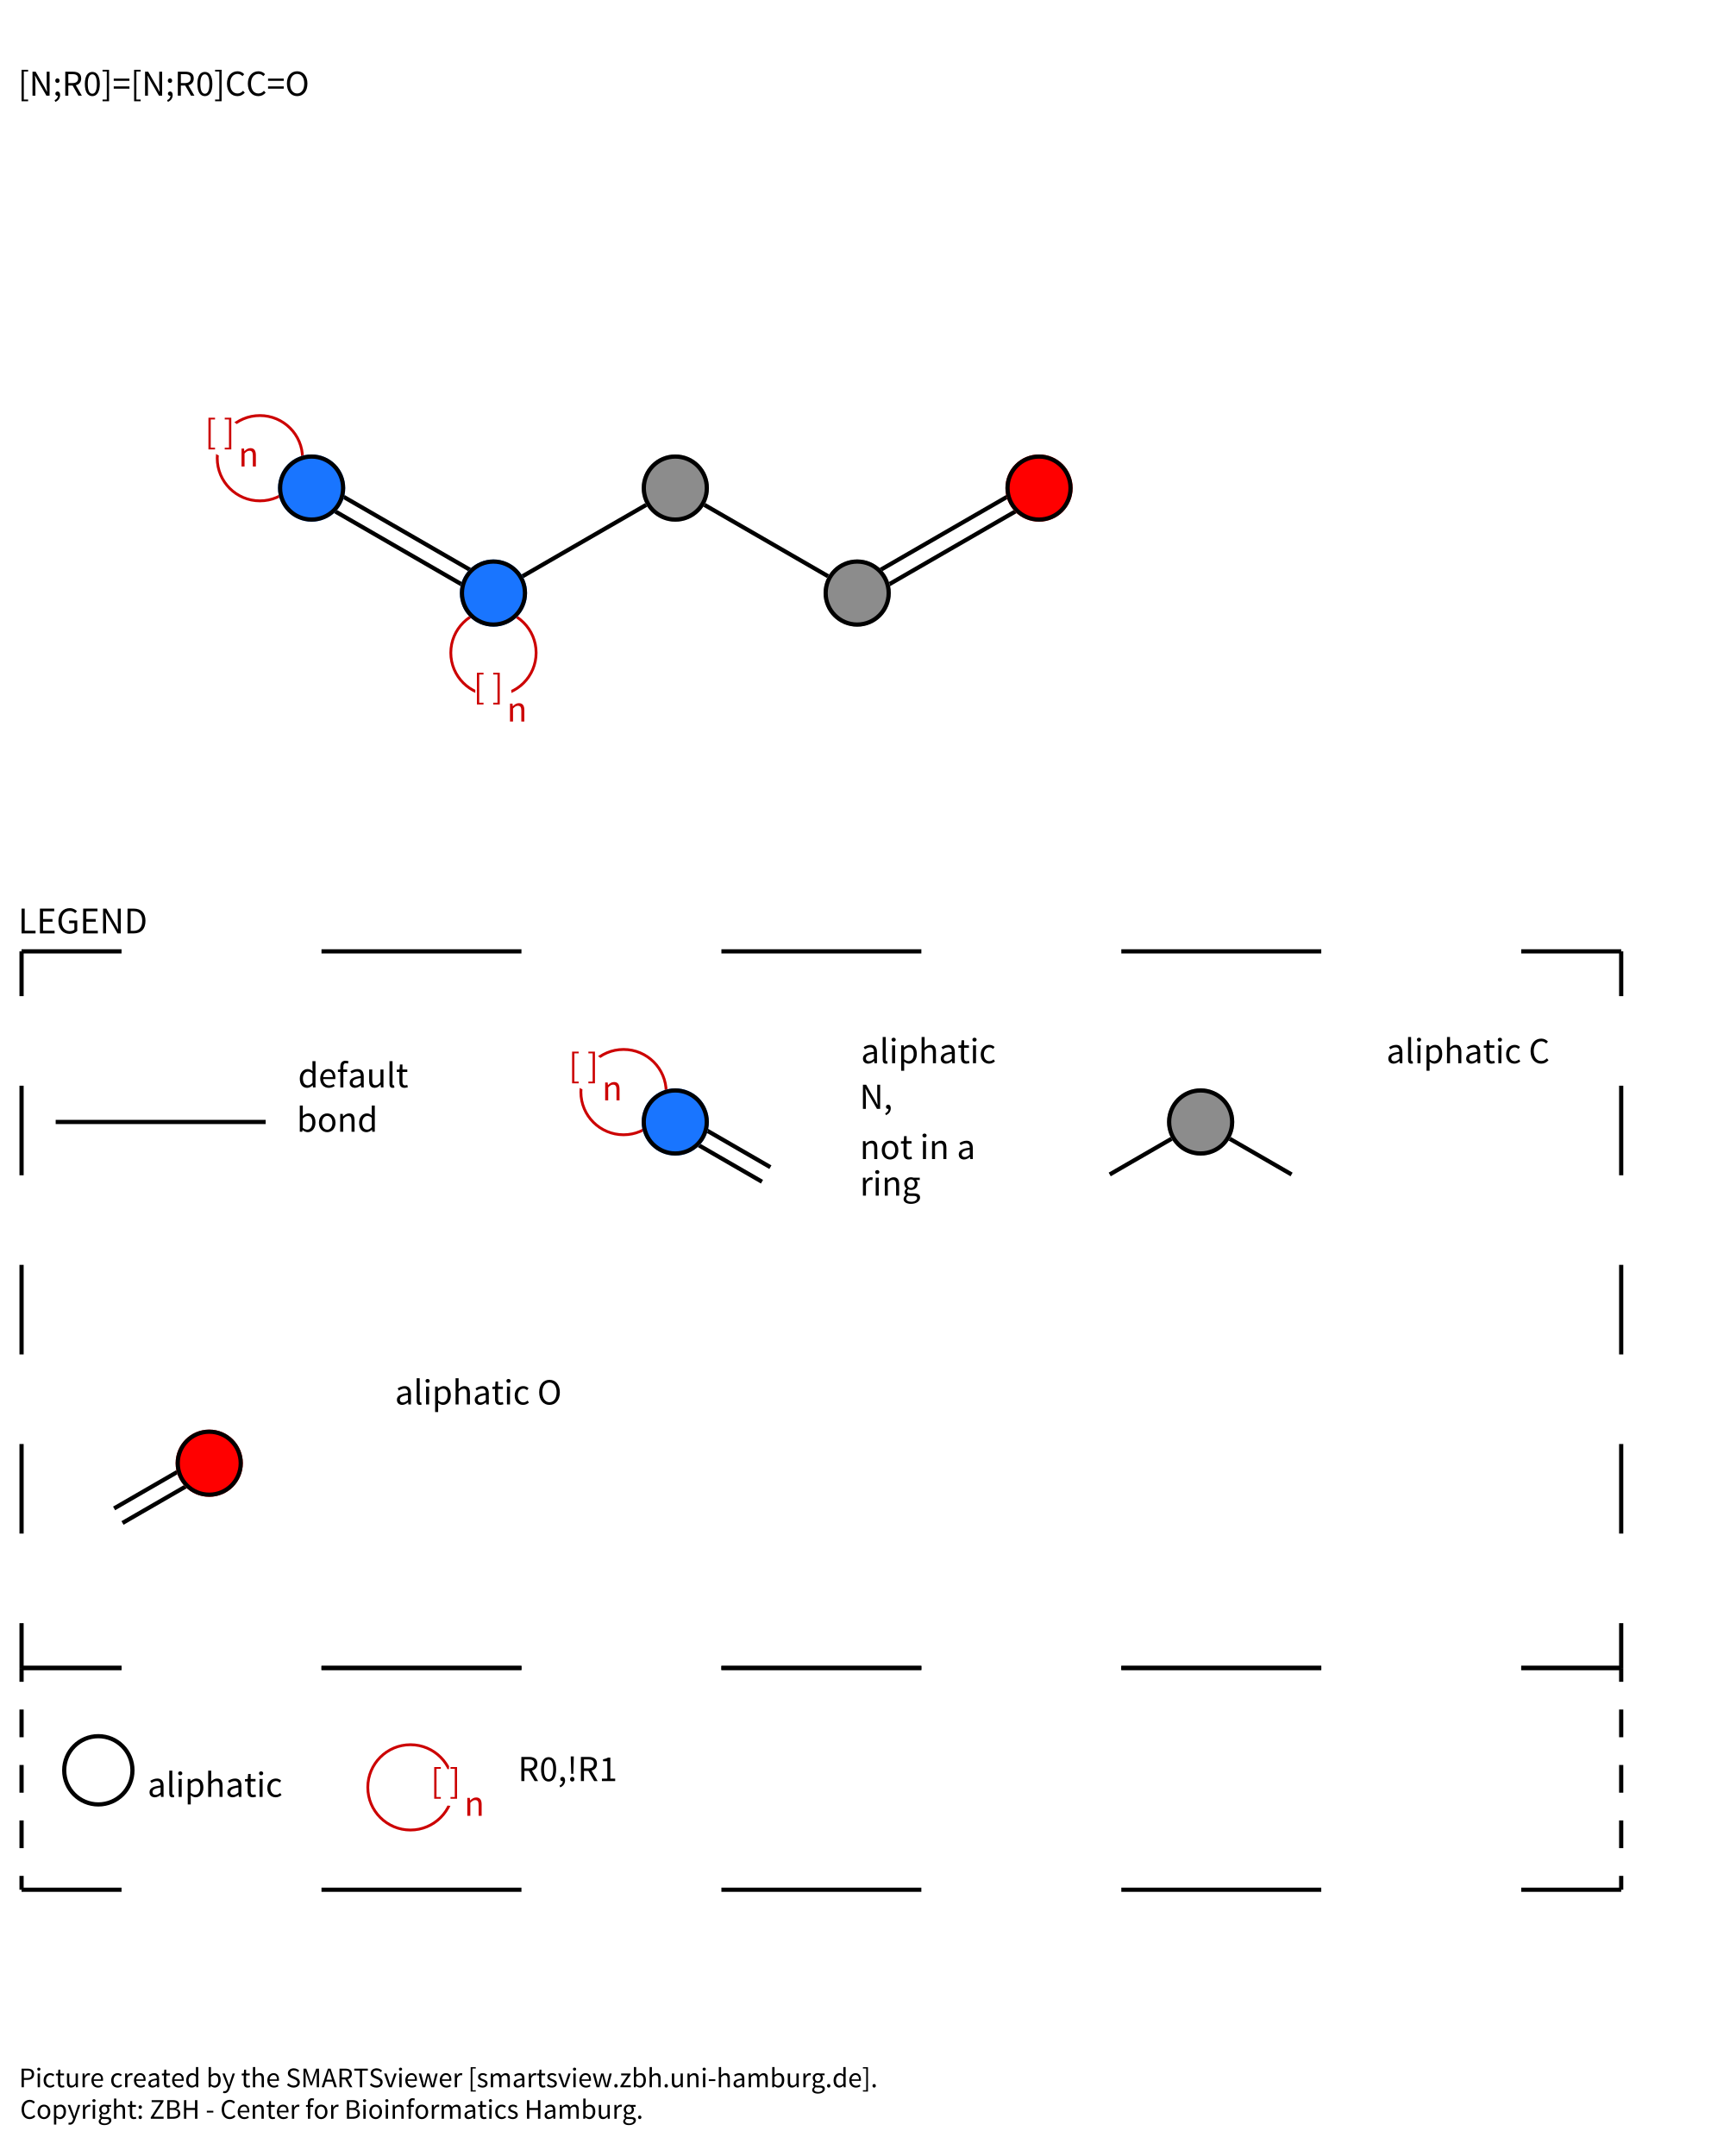 [N;R0]=[N;R0]CC=O
[ ]
n
[ ]
n
LEGEND
default
bond
[ ]
n
aliphatic
N,
not in a
ring
aliphatic C
aliphatic O
aliphatic
[ ]
n
R0,!R1
Picture created by the SMARTSviewer [smartsview.zbh.uni-hamburg.de].
Copyright: ZBH - Center for Bioinformatics Hamburg.